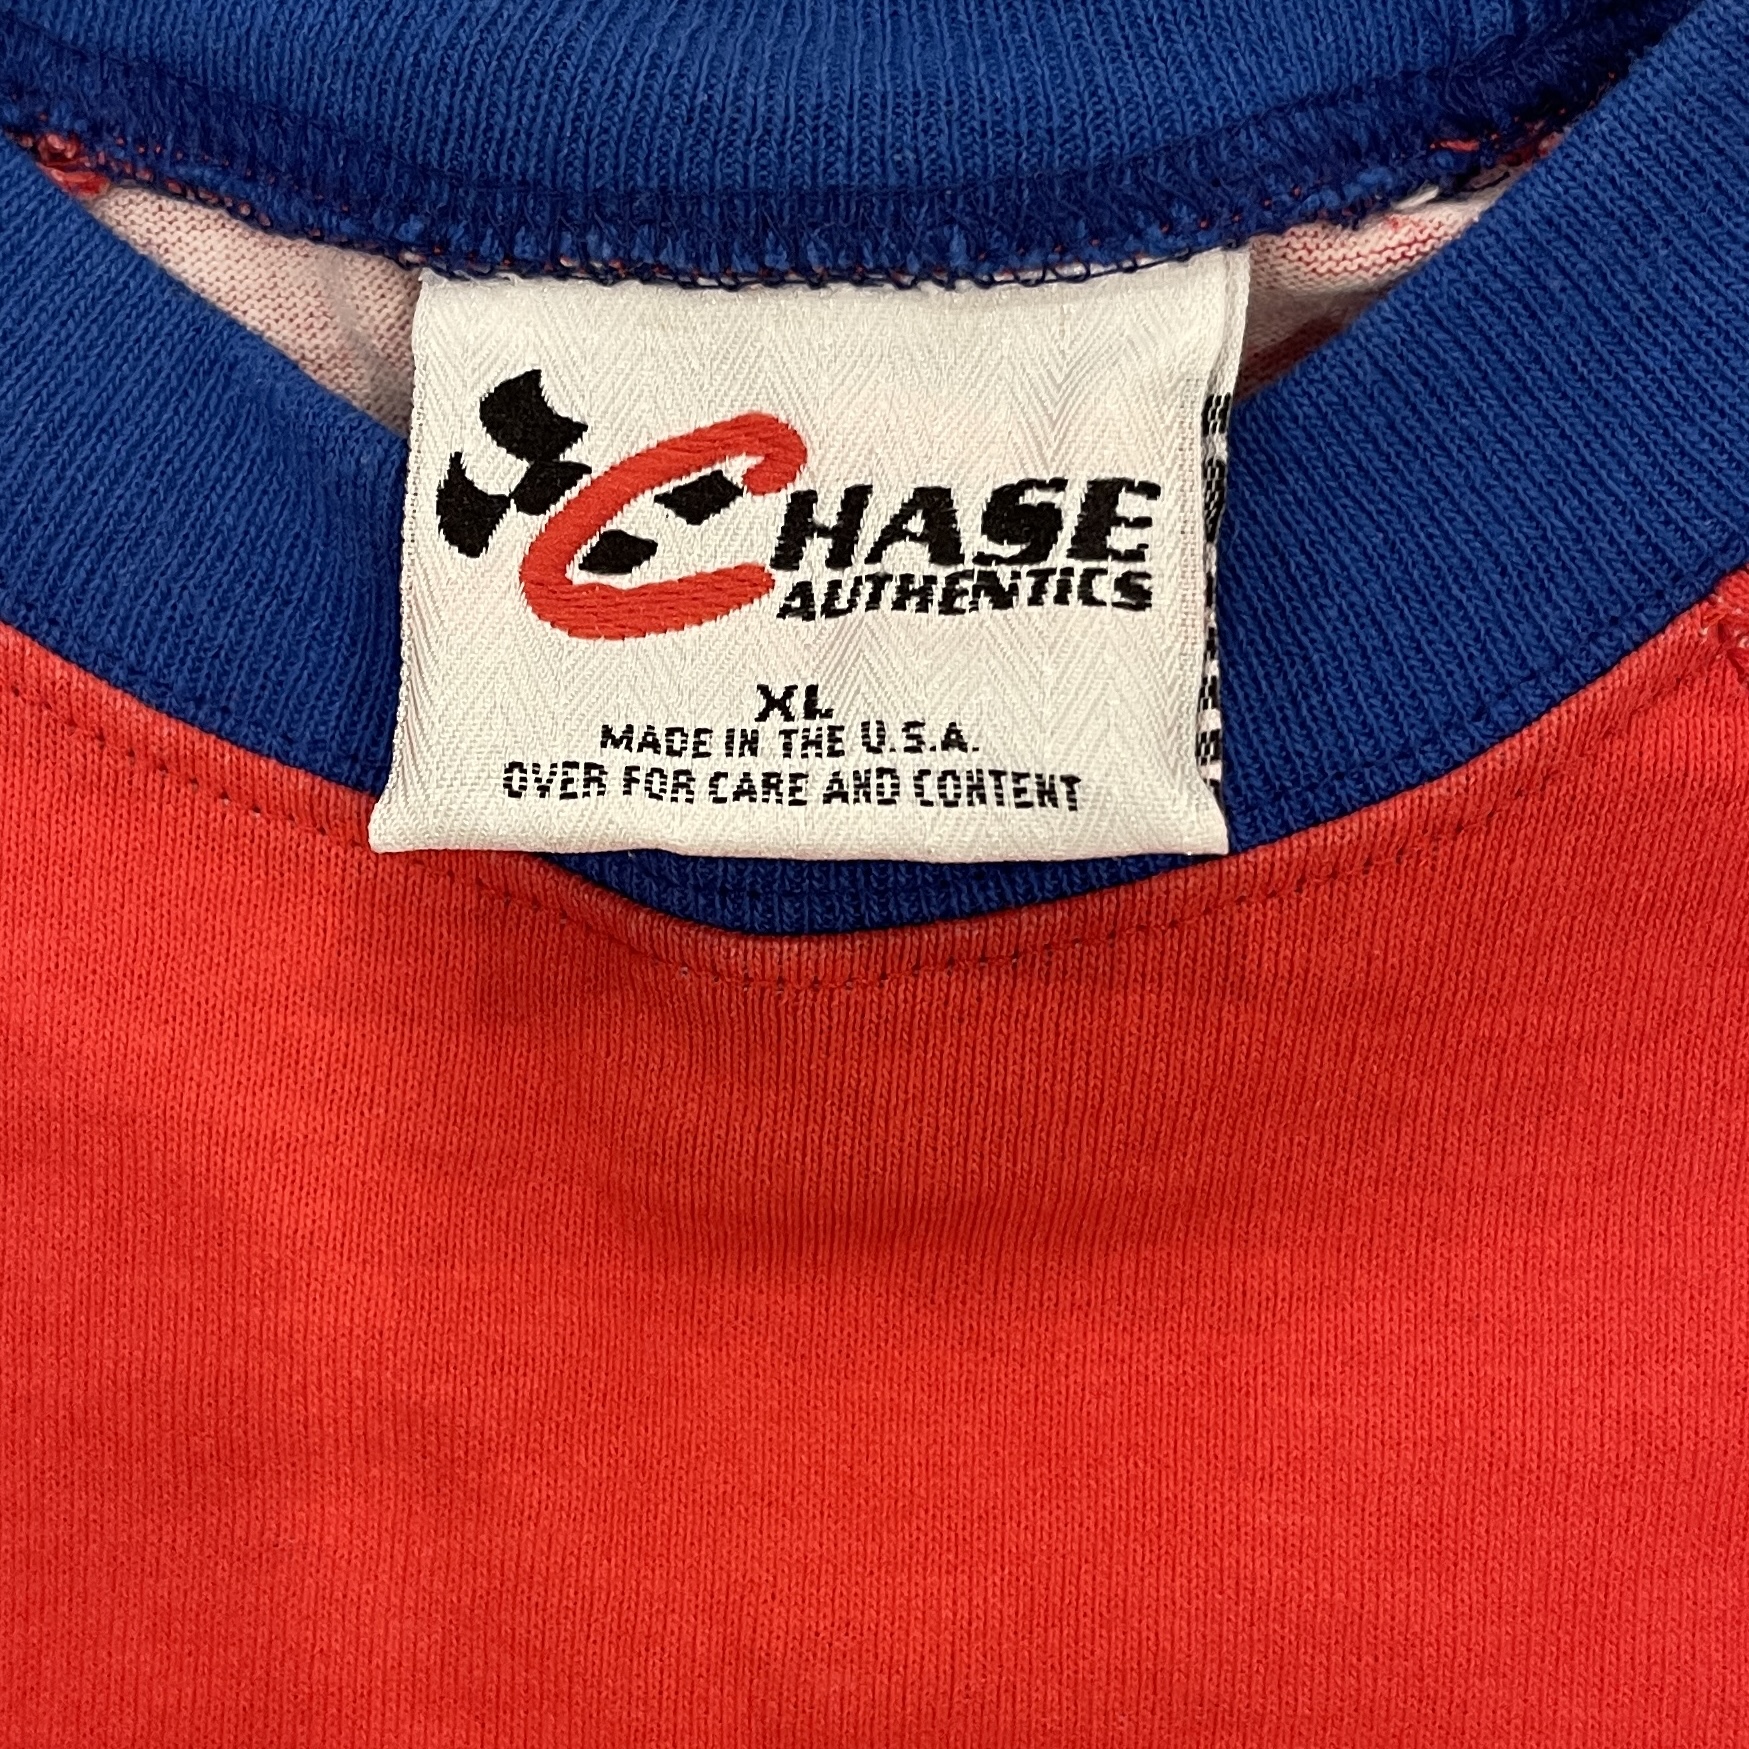 CHASE
AUTHENTICS
XL
MADE IN THE U.S.A.
OVER FOR CARE AND CONTENT